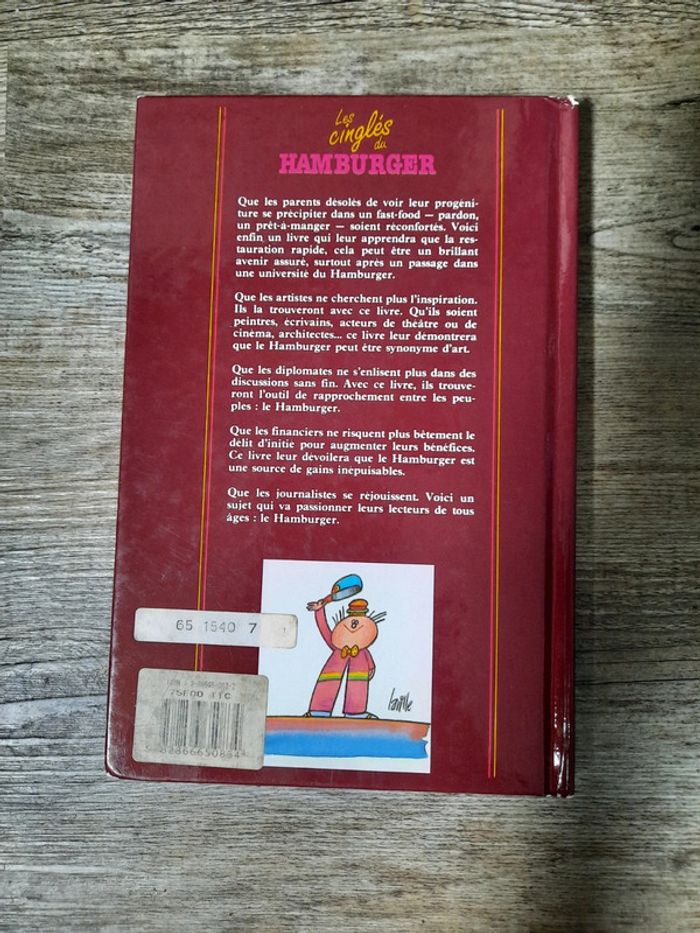 Les
cinglés
du
HAMBURGER
Que les parents désolés de voir leur progéni-
ture se précipiter dans un fast-food — pardon,
un prêt-à-manger — soient réconfortés. Voici
enfin un livre qui leur apprendra que la res-
tauration rapide, cela peut être un brillant
avenir assuré, surtout après un passage dans
une université du Hamburger.
Que les artistes ne cherchent plus l'inspiration.
Ils la trouveront avec ce livre. Qu'ils soient
peintres, écrivains, acteurs de théâtre ou de
cinéma, architectes... ce livre leur démontrera
que le Hamburger peut être synonyme d'art.
Que les diplomates ne s'enlisent plus dans des
discussions sans fin. Avec ce livre, ils trouve-
ront l'outil de rapprochement entre les peu-
ples : le Hamburger.
Que les financiers ne risquent plus bêtement le
délit d'initié pour augmenter leurs bénéfices.
Ce livre leur dévoilera que le Hamburger est
une source de gains inépuisables.
Que les journalistes se réjouissent. Voici un
sujet qui va passionner leurs lecteurs de tous
âges : le Hamburger.
65 1540 7
75F00 TTC